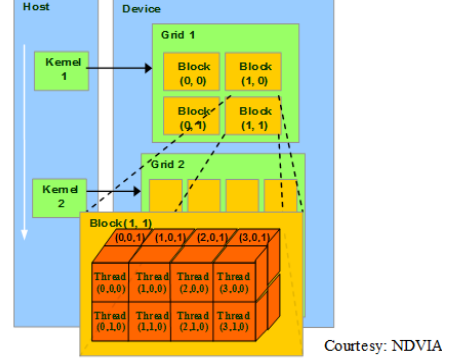 Host
Device
Grid 1
Kernel
1
Block
(0, 0)
Block
(1, 0)
Block
(0, 1)
Block
(1, 1)
Grid 2
Kernel
2
Block(1, 1)
(0,0,1) (1,0,1) (2,0,1) (3,0,1)
Thread
(0,0,0)
Thread
(1,0,0)
Thread
(2,0,0)
Thread
(3,0,0)
Thread
(0,1,0)
Thread
(1,1,0)
Thread
(2,1,0)
Thread
(3,1,0)
Courtesy: NDVIA